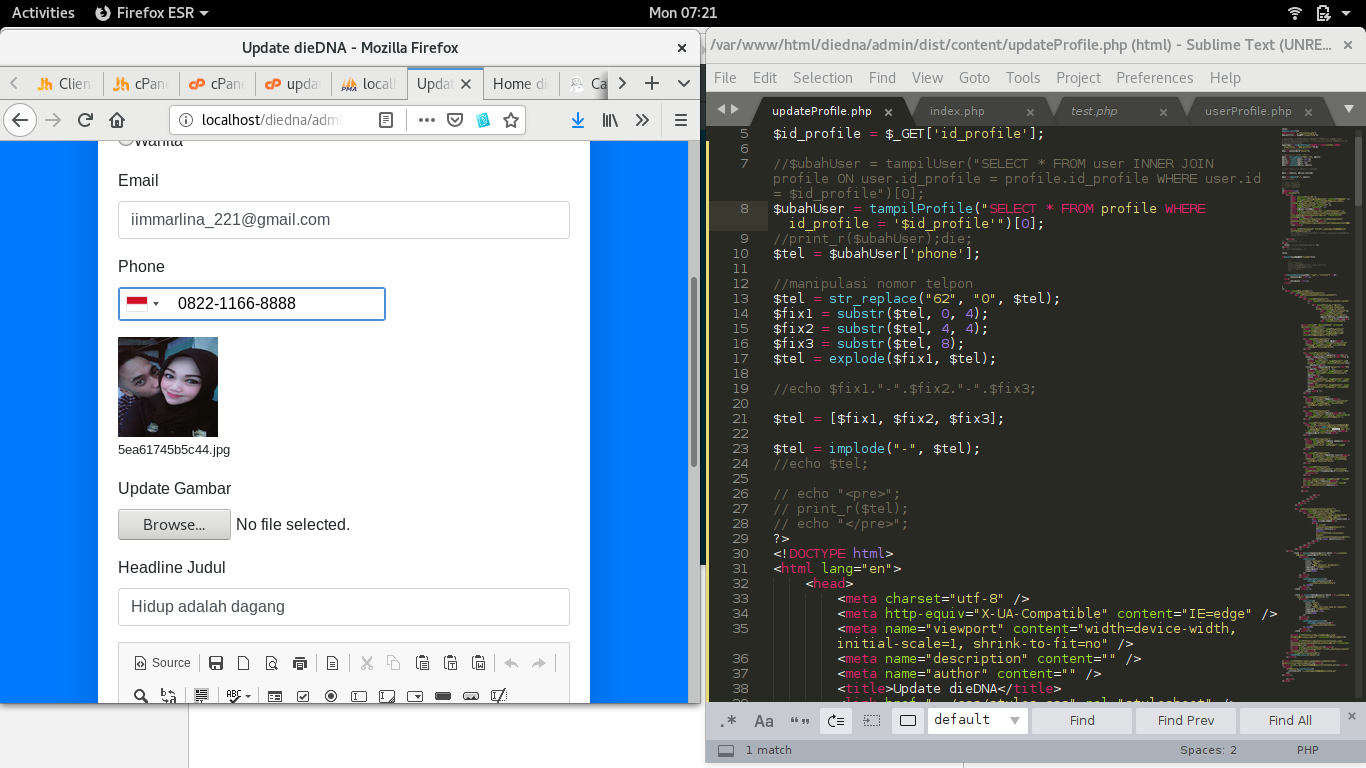 Activities Firefox ESR Mon 07:21
Update dieDNA - Mozilla Firefox
Clien cPan cPane updat locall Updat Home di Ca
localhost/diedna/admi
Wanita
Email
iimmarlina_221@gmail.com
Phone
0822-1166-8888
5ea61745b5c44.jpg
Update Gambar
Browse... No file selected.
Headline Judul
Hidup adalah dagang
Source
ABC
/var/www/html/diedna/admin/dist/content/updateProfile.php (html) - Sublime Text (UNRE...
File Edit Selection Find View Goto Tools Project Preferences Help
updateProfile.php index.php test.php userProfile.php
5 $id_profile = $_GET['id_profile'];
6
7 //$ubahUser = tampilUser("SELECT * FROM user INNER JOIN
profile ON user.id_profile = profile.id_profile WHERE user.id
= $id_profile")[0];
8 $ubahUser = tampilProfile("SELECT * FROM profile WHERE
id_profile = '$id_profile'")[0];
9 //print_r($ubahUser);die;
10 $tel = $ubahUser['phone'];
11
12 //manipulasi nomor telpon
13 $tel = str_replace("62", "0", $tel);
14 $fix1 = substr($tel, 0, 4);
15 $fix2 = substr($tel, 4, 4);
16 $fix3 = substr($tel, 8);
17 $tel = explode($fix1, $tel);
18
19 //echo $fix1."-".$fix2."-".$fix3;
20
21 $tel = [$fix1, $fix2, $fix3];
22
23 $tel = implode("-", $tel);
24 //echo $tel;
25
26 // echo "<pre>";
27 // print_r($tel);
28 // echo "</pre>";
29 ?>
30 <!DOCTYPE html>
31 <html lang="en">
32 <head>
33 <meta charset="utf-8" />
34 <meta http-equiv="X-UA-Compatible" content="IE=edge" />
35 <meta name="viewport" content="width=device-width,
initial-scale=1, shrink-to-fit=no" />
36 <meta name="description" content="" />
37 <meta name="author" content="" />
38 <title>Update dieDNA</title>
.* Aa “” default Find Find Prev Find All
1 match Spaces: 2 PHP